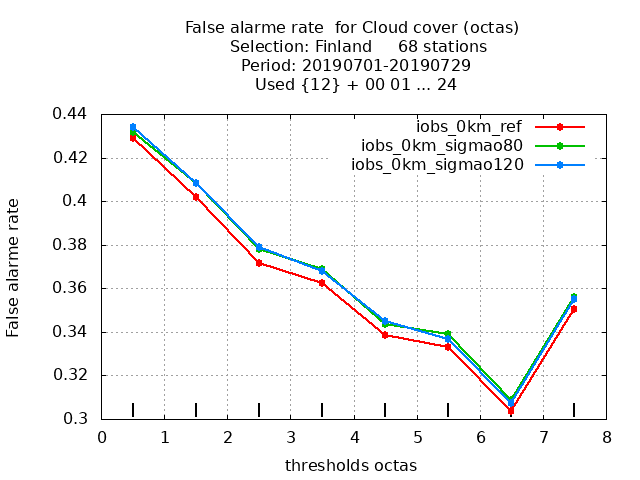 False alarme rate  for Cloud cover (octas)
Selection: Finland     68 stations
Period: 20190701-20190729
Used {12} + 00 01 ... 24
iobs_0km_ref
iobs_0km_sigmao80
iobs_0km_sigmao120
False alarme rate
0.44
0.42
0.4
0.38
0.36
0.34
0.32
0.3
0 1 2 3 4 5 6 7 8
thresholds octas